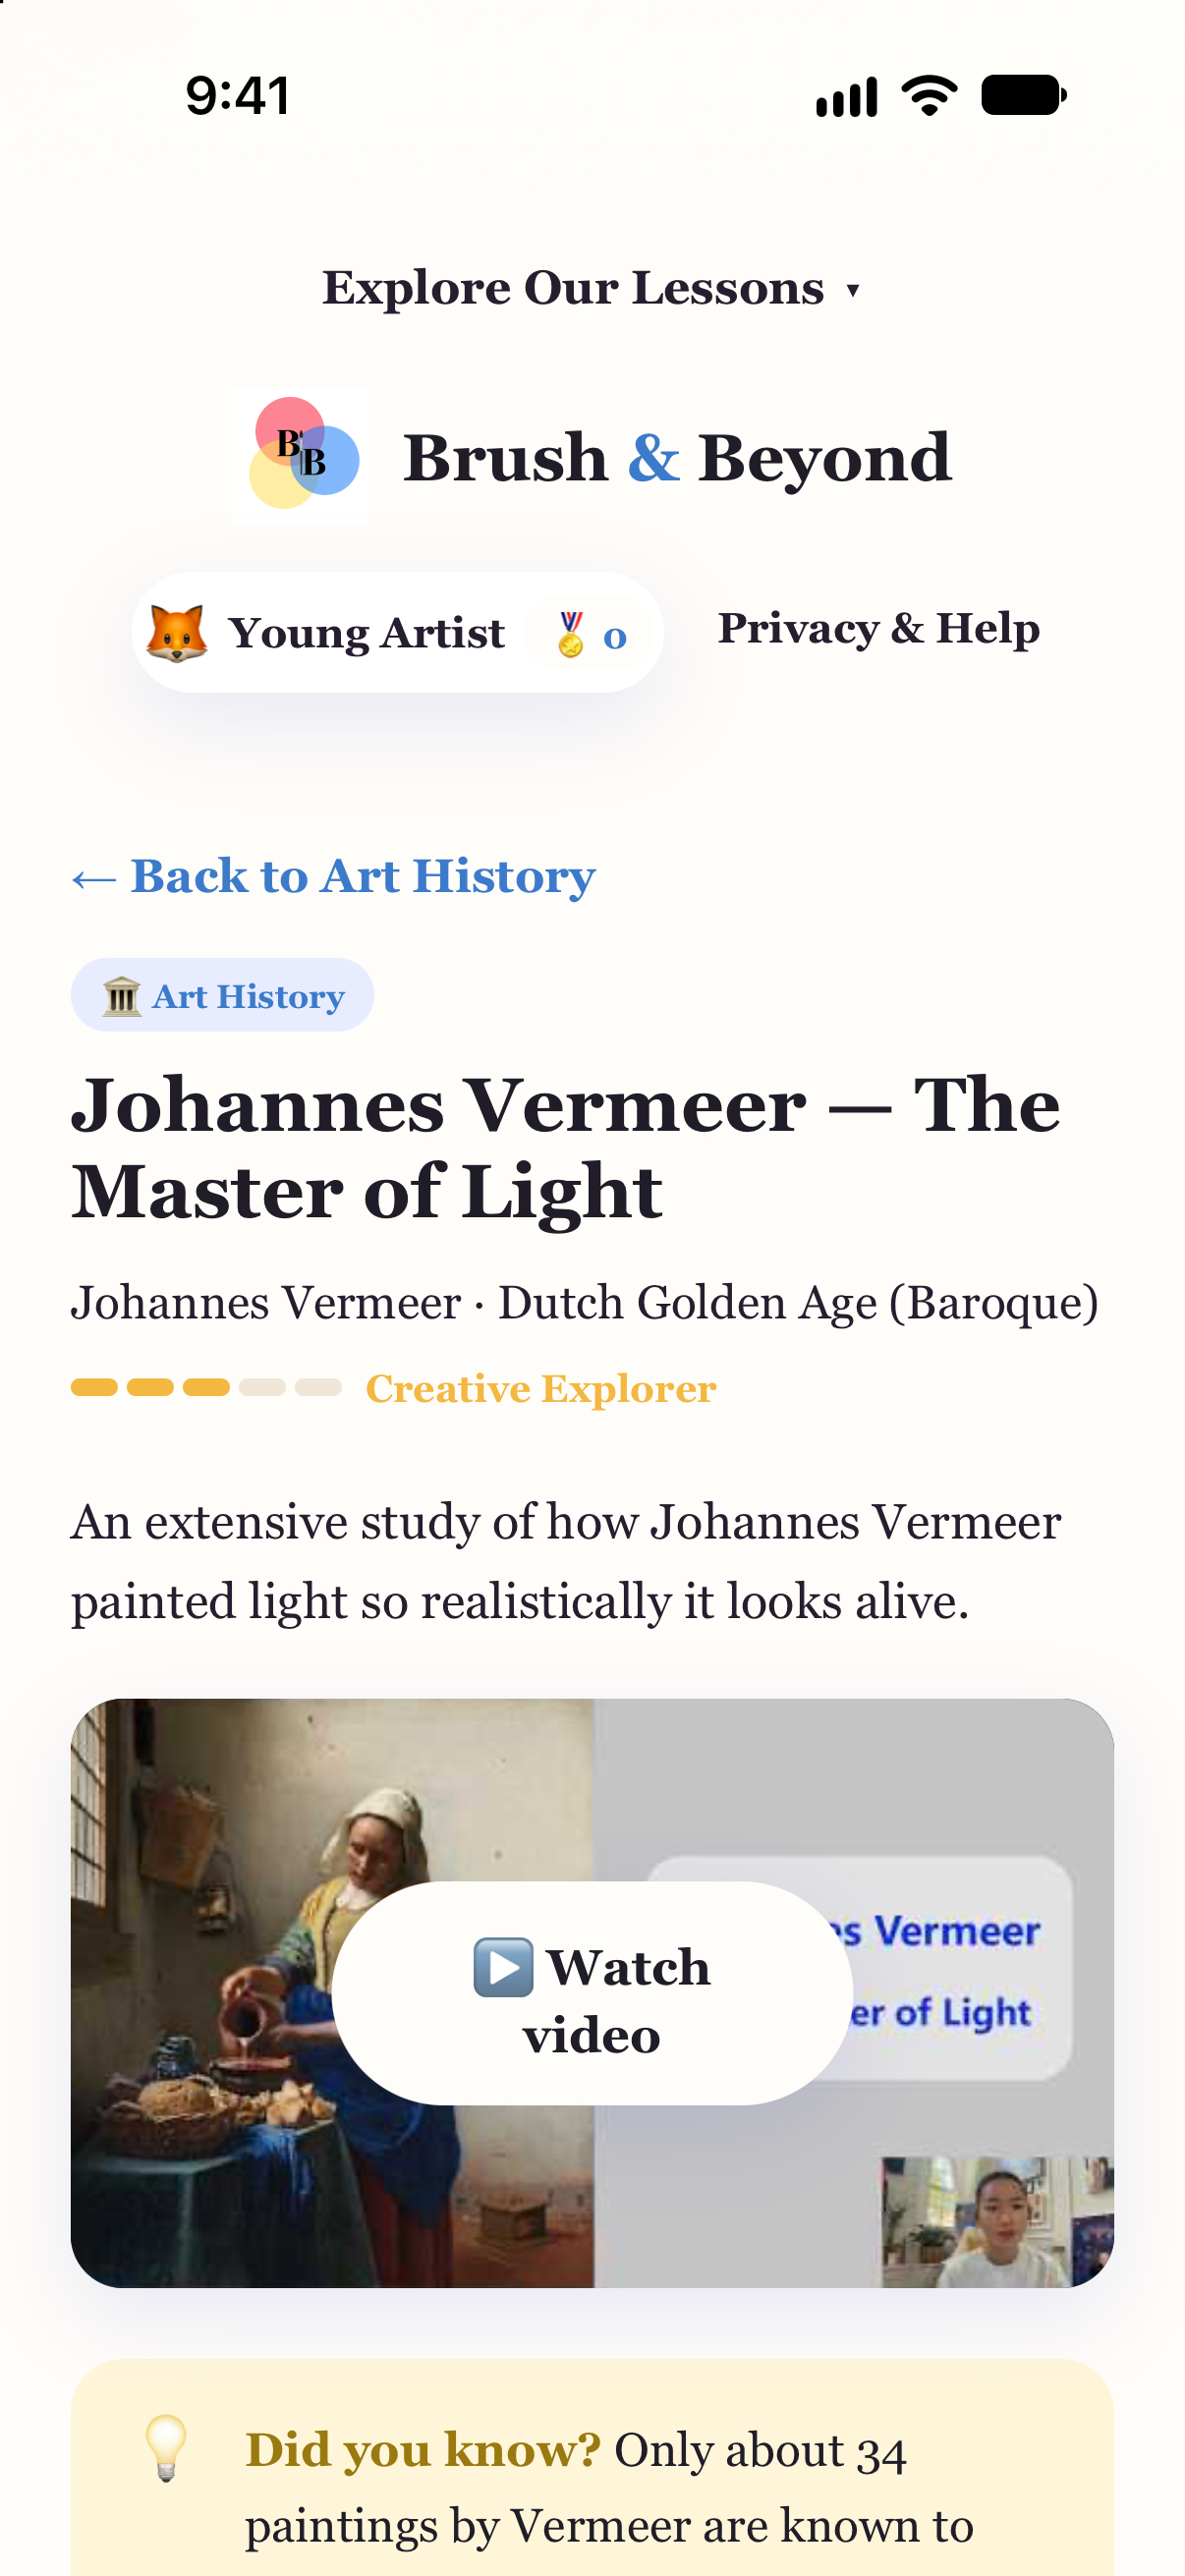 9:41
Explore Our Lessons ▾
B B
Brush & Beyond
🦊 Young Artist 🏅 0
Privacy & Help
← Back to Art History
🏛️ Art History
Johannes Vermeer — The
Master of Light
Johannes Vermeer · Dutch Golden Age (Baroque)
Creative Explorer
An extensive study of how Johannes Vermeer
painted light so realistically it looks alive.
▶️ Watch
video
Vermeer
of Light
💡 Did you know? Only about 34
paintings by Vermeer are known to